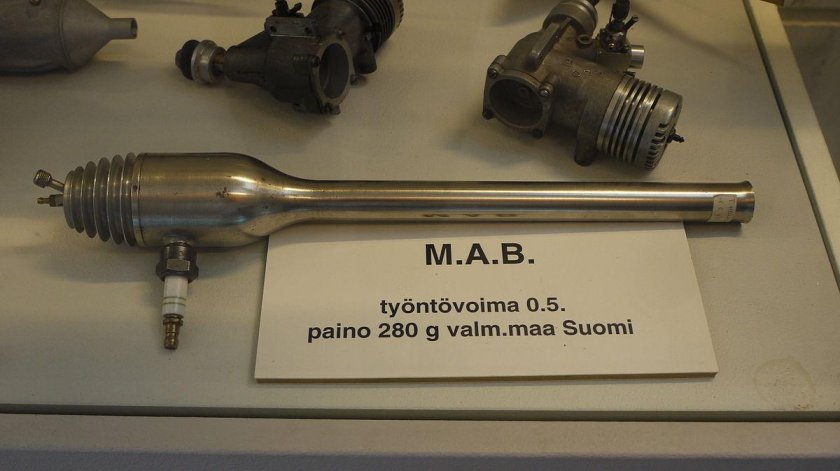 M.A.B.
työntövoima 0.5.
paino 280 g valm.maa Suomi